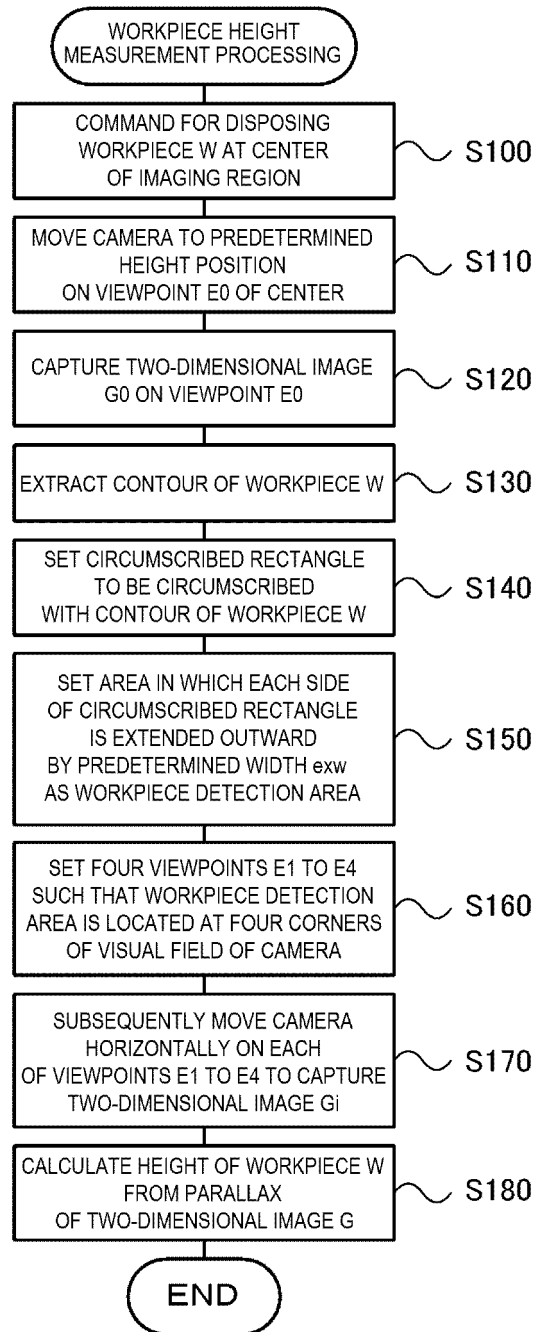 WORKPIECE HEIGHT
MEASUREMENT PROCESSING
COMMAND FOR DISPOSING
WORKPIECE W AT CENTER
OF IMAGING REGION
S100
MOVE CAMERA TO PREDETERMINED
HEIGHT POSITION
ON VIEWPOINT E0 OF CENTER
S110
CAPTURE TWO-DIMENSIONAL IMAGE
G0 ON VIEWPOINT E0
S120
EXTRACT CONTOUR OF WORKPIECE W
S130
SET CIRCUMSCRIBED RECTANGLE
TO BE CIRCUMSCRIBED
WITH CONTOUR OF WORKPIECE W
S140
SET AREA IN WHICH EACH SIDE
OF CIRCUMSCRIBED RECTANGLE
IS EXTENDED OUTWARD
BY PREDETERMINED WIDTH exw
AS WORKPIECE DETECTION AREA
S150
SET FOUR VIEWPOINTS E1 TO E4
SUCH THAT WORKPIECE DETECTION
AREA IS LOCATED AT FOUR CORNERS
OF VISUAL FIELD OF CAMERA
S160
SUBSEQUENTLY MOVE CAMERA
HORIZONTALLY ON EACH
OF VIEWPOINTS E1 TO E4 TO CAPTURE
TWO-DIMENSIONAL IMAGE Gi
S170
CALCULATE HEIGHT OF WORKPIECE W
FROM PARALLAX
OF TWO-DIMENSIONAL IMAGE G
S180
END